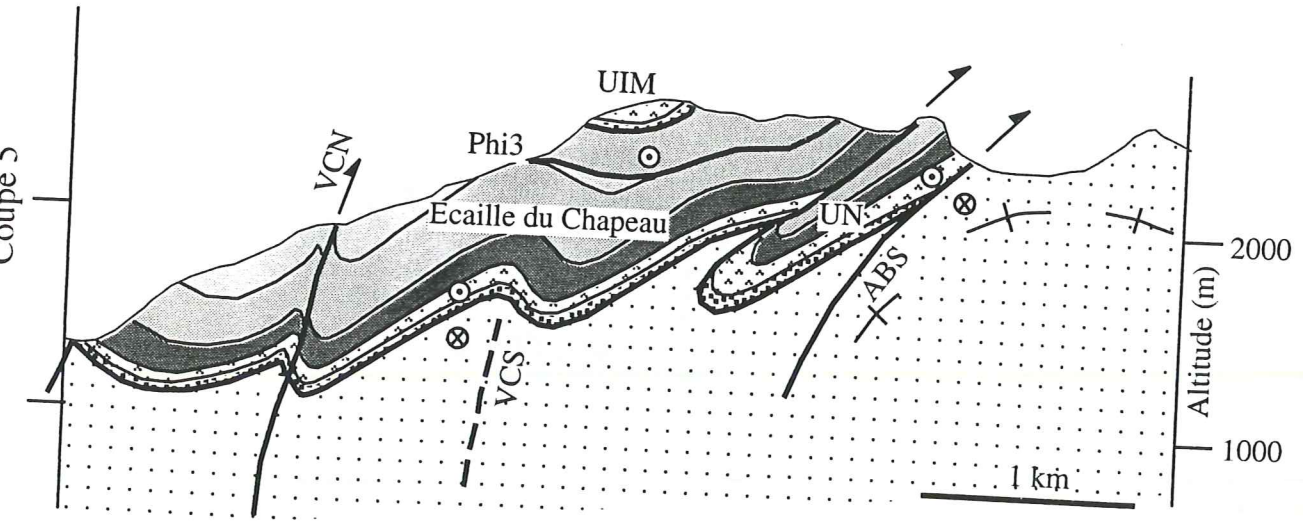 Coupe 5
UIM
VCN
Phi3
Ecaille du Chapeau
UN
ABS
VCS
2000
Altitude (m)
1000
1 km